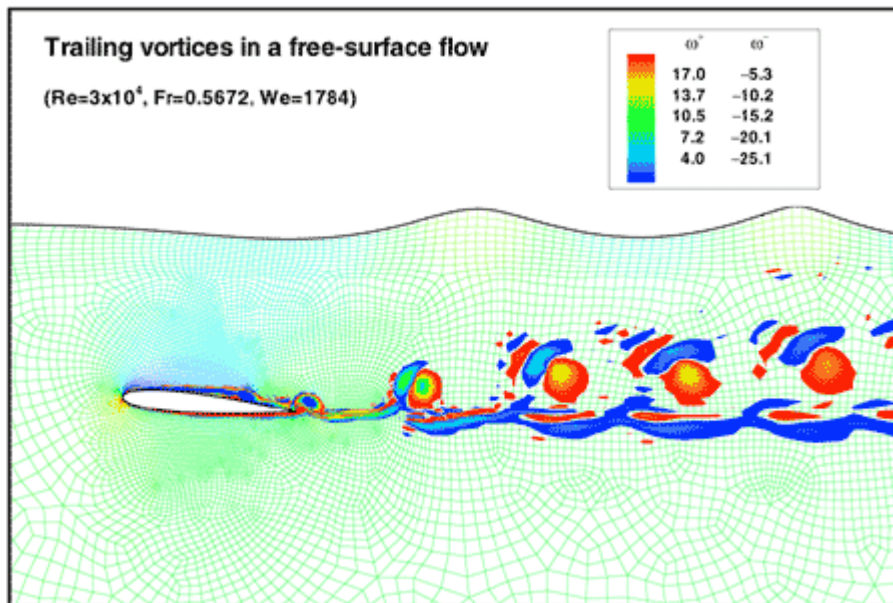 Trailing vortices in a free-surface flow
(Re=3x10⁴, Fr=0.5672, We=1784)
ω⁺ ω⁻
17.0 −5.3
13.7 −10.2
10.5 −15.2
7.2 −20.1
4.0 −25.1